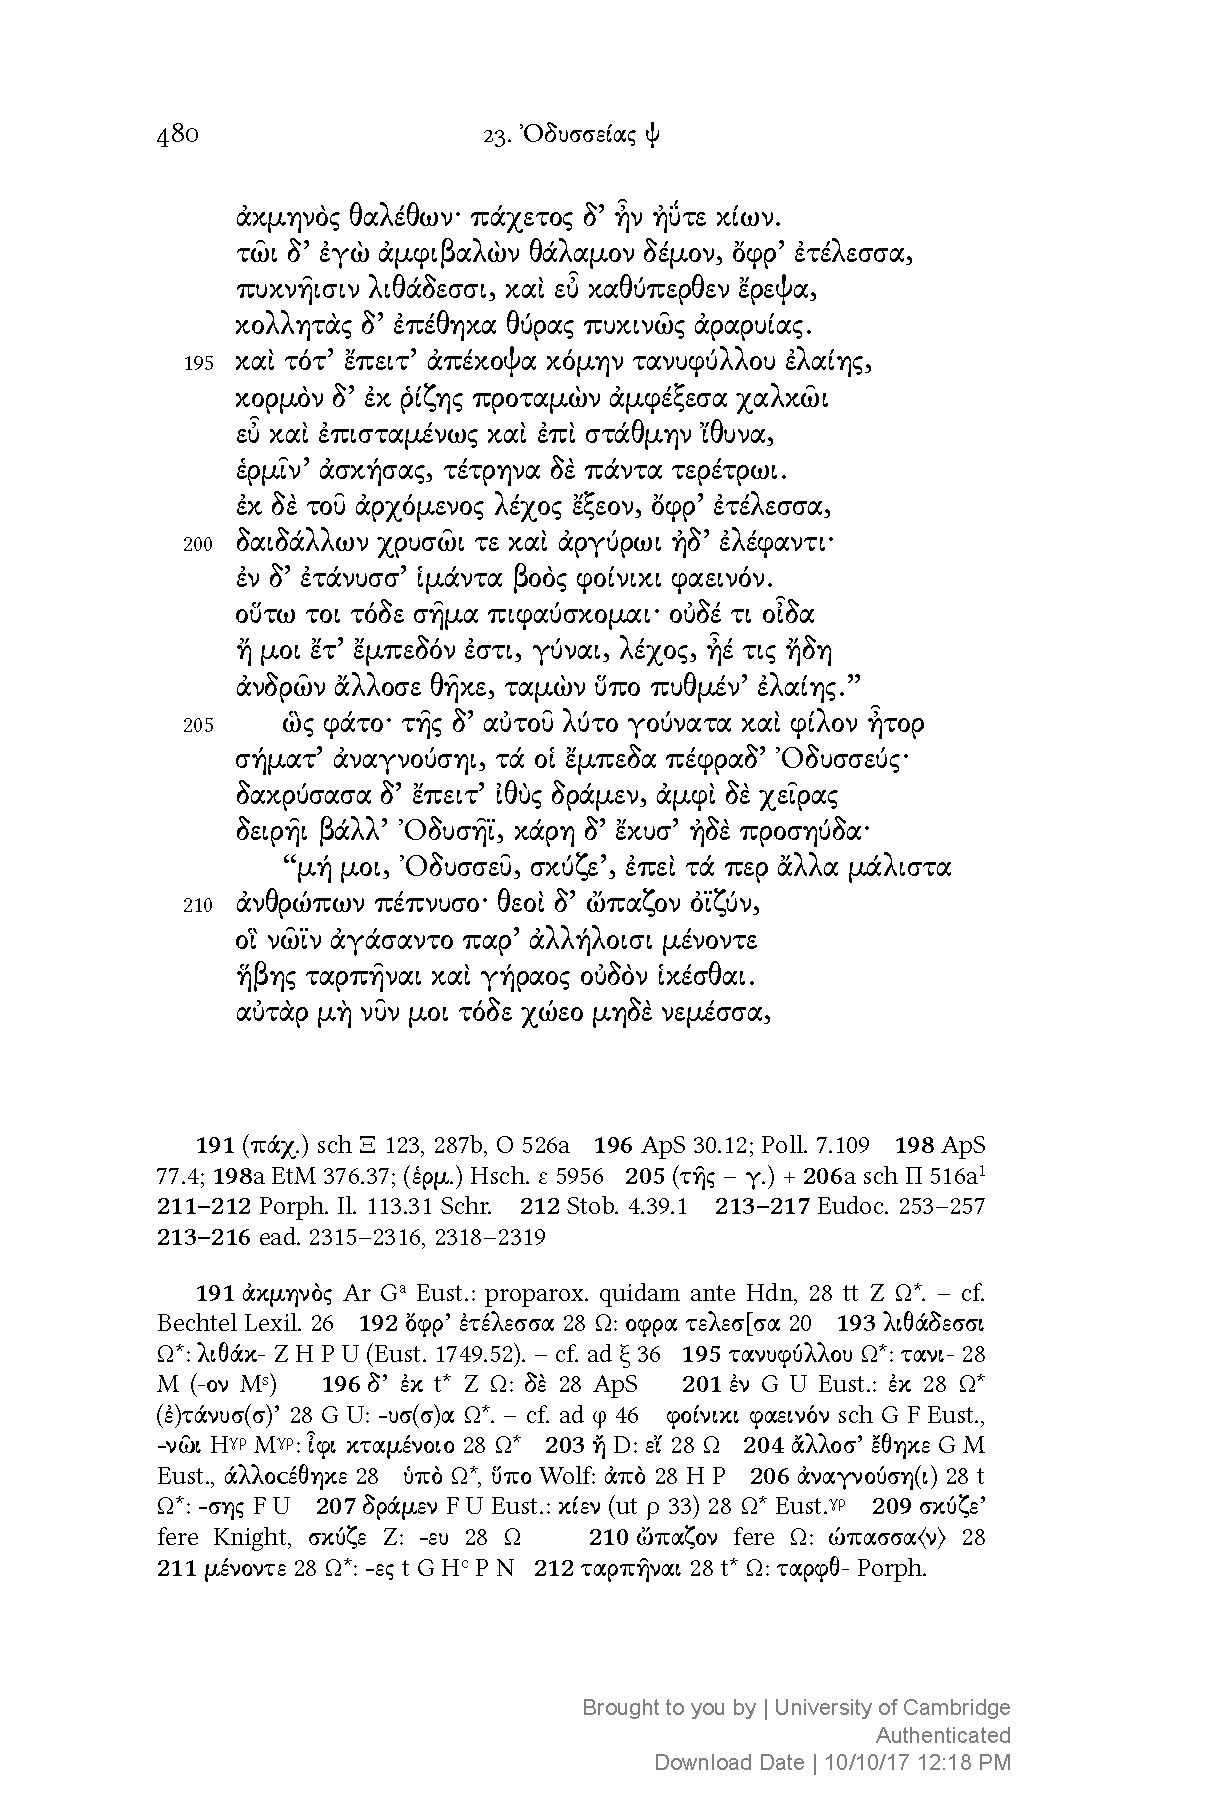 480 23. Ὀδυσσείας ψ
ἀκμηνὸς θαλέθων· πάχετος δ’ ἦν ἠΰτε κίων.
τῶι δ’ ἐγὼ ἀμφιβαλὼν θάλαμον δέμον, ὄφρ’ ἐτέλεσσα,
πυκνῆισιν λιθάδεσσι, καὶ εὖ καθύπερθεν ἔρεψα,
κολλητὰς δ’ ἐπέθηκα θύρας πυκινῶς ἀραρυίας.
195 καὶ τότ’ ἔπειτ’ ἀπέκοψα κόμην τανυφύλλου ἐλαίης,
κορμὸν δ’ ἐκ ῥίζης προταμὼν ἀμφέξεσα χαλκῶι
εὖ καὶ ἐπισταμένως καὶ ἐπὶ στάθμην ἴθυνα,
ἑρμῖν’ ἀσκήσας, τέτρηνα δὲ πάντα τερέτρωι.
ἐκ δὲ τοῦ ἀρχόμενος λέχος ἔξεον, ὄφρ’ ἐτέλεσσα,
200 δαιδάλλων χρυσῶι τε καὶ ἀργύρωι ἠδ’ ἐλέφαντι·
ἐν δ’ ἐτάνυσσ’ ἱμάντα βοὸς φοίνικι φαεινόν.
οὕτω τοι τόδε σῆμα πιφαύσκομαι· οὐδέ τι οἶδα
ἤ μοι ἔτ’ ἔμπεδόν ἐστι, γύναι, λέχος, ἦέ τις ἤδη
ἀνδρῶν ἄλλοσε θῆκε, ταμὼν ὕπο πυθμέν’ ἐλαίης.”
205 ὣς φάτο· τῆς δ’ αὐτοῦ λύτο γούνατα καὶ φίλον ἦτορ
σήματ’ ἀναγνούσηι, τά οἱ ἔμπεδα πέφραδ’ Ὀδυσσεύς·
δακρύσασα δ’ ἔπειτ’ ἰθὺς δράμεν, ἀμφὶ δὲ χεῖρας
δειρῆι βάλλ’ Ὀδυσῆϊ, κάρη δ’ ἔκυσ’ ἠδὲ προσηύδα·
“μή μοι, Ὀδυσσεῦ, σκύζε’, ἐπεὶ τά περ ἄλλα μάλιστα
210 ἀνθρώπων πέπνυσο· θεοὶ δ’ ὤπαζον ὀϊζύν,
οἳ νῶϊν ἀγάσαντο παρ’ ἀλλήλοισι μένοντε
ἥβης ταρπῆναι καὶ γήραος οὐδὸν ἱκέσθαι.
αὐτὰρ μὴ νῦν μοι τόδε χώεο μηδὲ νεμέσσα,
191 (πάχ.) sch Ξ 123, 287b, Ο 526a 196 ApS 30.12; Poll. 7.109 198 ApS
77.4; 198a EtM 376.37; (ἑρμ.) Hsch. ε 5956 205 (τῆς – γ.) + 206a sch Π 516a¹
211–212 Porph. Il. 113.31 Schr. 212 Stob. 4.39.1 213–217 Eudoc. 253–257
213–216 ead. 2315–2316, 2318–2319
191 ἀκμηνὸς Ar Gᵃ Eust.: proparox. quidam ante Hdn, 28 tt Z Ω*. – cf.
Bechtel Lexil. 26 192 ὄφρ’ ἐτέλεσσα 28 Ω: οφρα τελεσ[σα 20 193 λιθάδεσσι
Ω*: λιθάκ- Z H P U (Eust. 1749.52). – cf. ad ξ 36 195 τανυφύλλου Ω*: τανι- 28
M (-ον Mˢ) 196 δ’ ἐκ t* Z Ω: δὲ 28 ApS 201 ἐν G U Eust.: ἐκ 28 Ω*
(ἐ)τάνυσ(σ)’ 28 G U: -υσ(σ)α Ω*. – cf. ad φ 46 φοίνικι φαεινόν sch G F Eust.,
-νῶι Hᵞᵖ Mᵞᵖ: ἶφι κταμένοιο 28 Ω* 203 ἤ D: εἴ 28 Ω 204 ἄλλοσ’ ἔθηκε G M
Eust., άλλοcέθηκε 28 ὑπὸ Ω*, ὕπο Wolf: ἀπὸ 28 H P 206 ἀναγνούση(ι) 28 t
Ω*: -σης F U 207 δράμεν F U Eust.: κίεν (ut ρ 33) 28 Ω* Eust.ᵞᵖ 209 σκύζε’
fere Knight, σκύζε Z: -ευ 28 Ω 210 ὤπαζον fere Ω: ώπασσα⟨ν⟩ 28
211 μένοντε 28 Ω*: -ες t G Hᶜ P N 212 ταρπῆναι 28 t* Ω: ταρφθ- Porph.
Brought to you by | University of Cambridge
Authenticated
Download Date | 10/10/17 12:18 PM